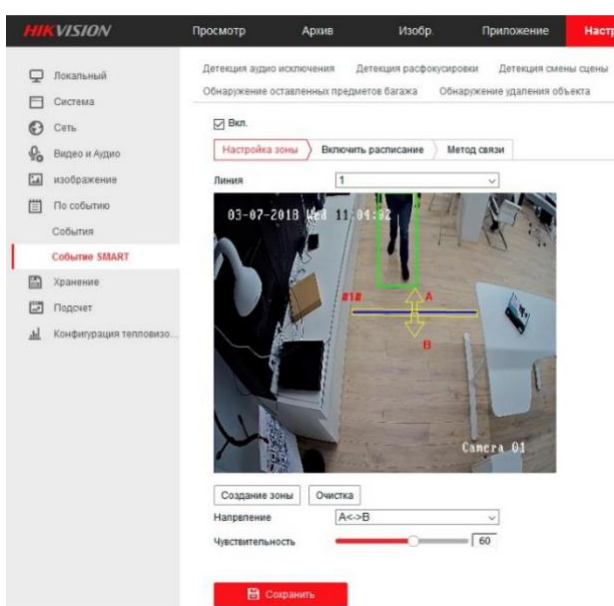 HIKVISION
Просмотр Архив Изобр. Приложение Настр
Детекция аудио исключения Детекция расфокусировки Детекция смены сцены
Обнаружение оставленных предметов багажа Обнаружение удаления объекта
Локальный
Система
Сеть
Видео и Аудио
изображение
По событию
События
Событие SMART
Хранение
Подсчет
Конфигурация тепловизо...
Вкл.
Настройка зоны Включить расписание Метод связи
Линия 1
03-07-2018 Wed 11:04:32
#1#
A
B
Camera 01
Создание зоны Очистка
Напрвление A<->B
Чувствительность 60
Сохранить